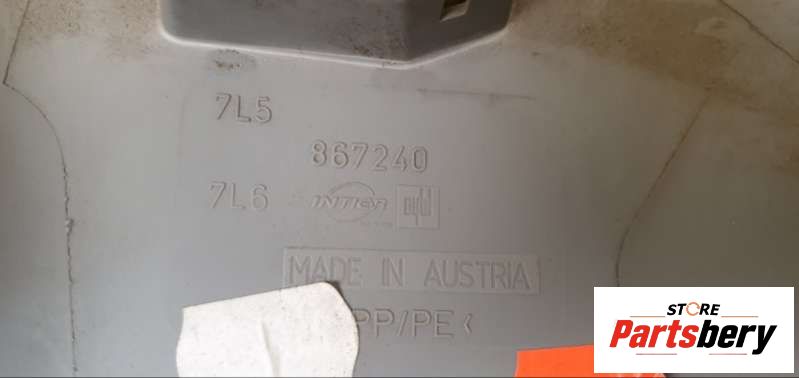 7L5
867240
7L6 INTIER
MADE IN AUSTRIA
PP/PE<
STORE
Partsbery